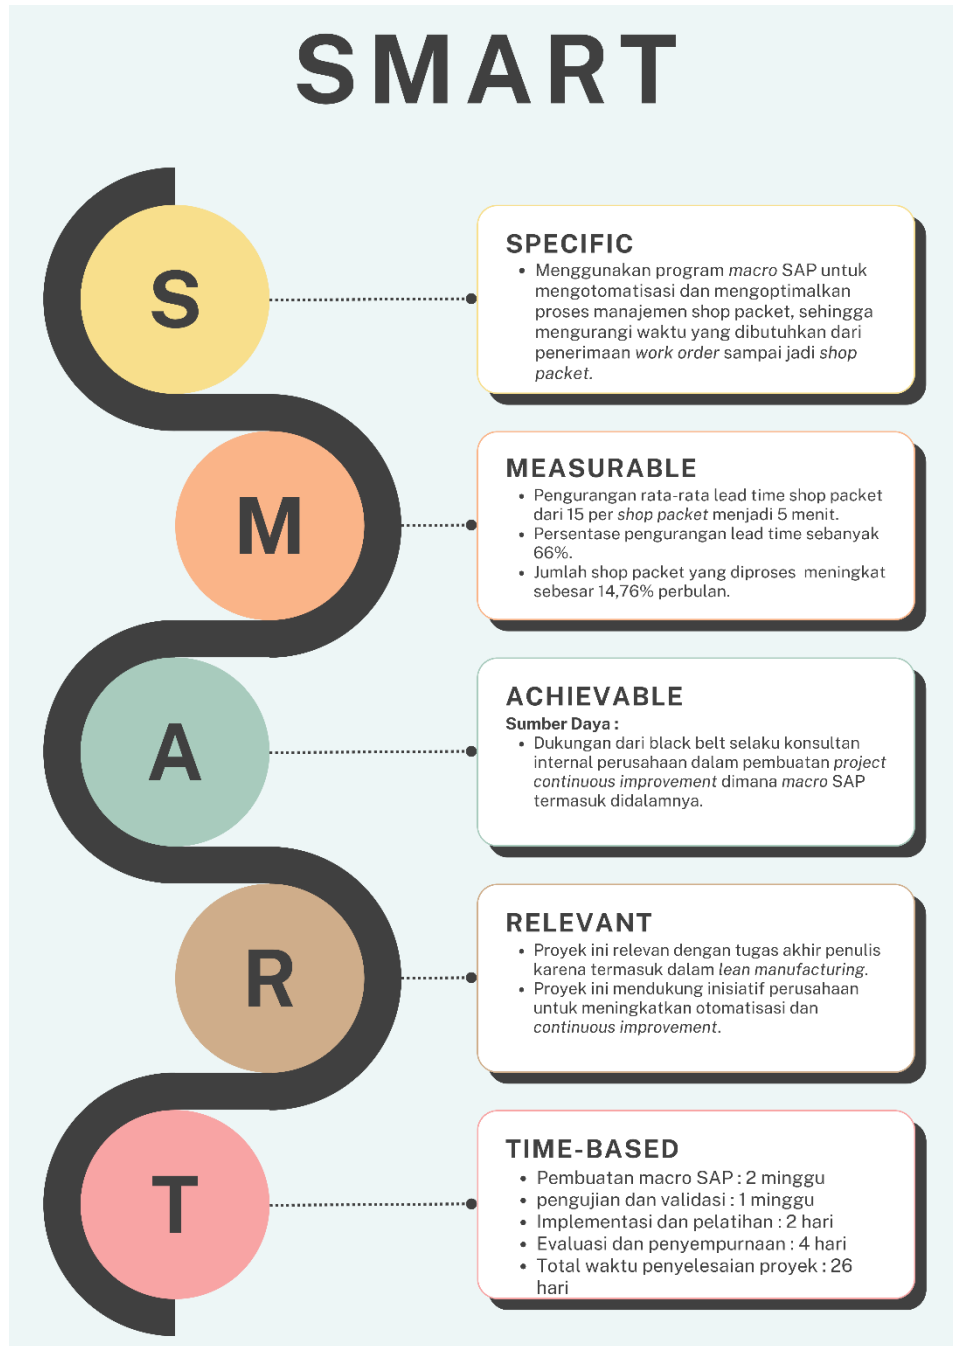 SMART
S
SPECIFIC
• Menggunakan program macro SAP untuk
mengotomatisasi dan mengoptimalkan
proses manajemen shop packet, sehingga
mengurangi waktu yang dibutuhkan dari
penerimaan work order sampai jadi shop
packet.
M
MEASURABLE
• Pengurangan rata-rata lead time shop packet
dari 15 per shop packet menjadi 5 menit.
• Persentase pengurangan lead time sebanyak
66%.
• Jumlah shop packet yang diproses meningkat
sebesar 14,76% perbulan.
A
ACHIEVABLE
Sumber Daya :
• Dukungan dari black belt selaku konsultan
internal perusahaan dalam pembuatan project
continuous improvement dimana macro SAP
termasuk didalamnya.
R
RELEVANT
• Proyek ini relevan dengan tugas akhir penulis
karena termasuk dalam lean manufacturing.
• Proyek ini mendukung inisiatif perusahaan
untuk meningkatkan otomatisasi dan
continuous improvement.
T
TIME-BASED
• Pembuatan macro SAP : 2 minggu
• pengujian dan validasi : 1 minggu
• Implementasi dan pelatihan : 2 hari
• Evaluasi dan penyempurnaan : 4 hari
• Total waktu penyelesaian proyek : 26
hari